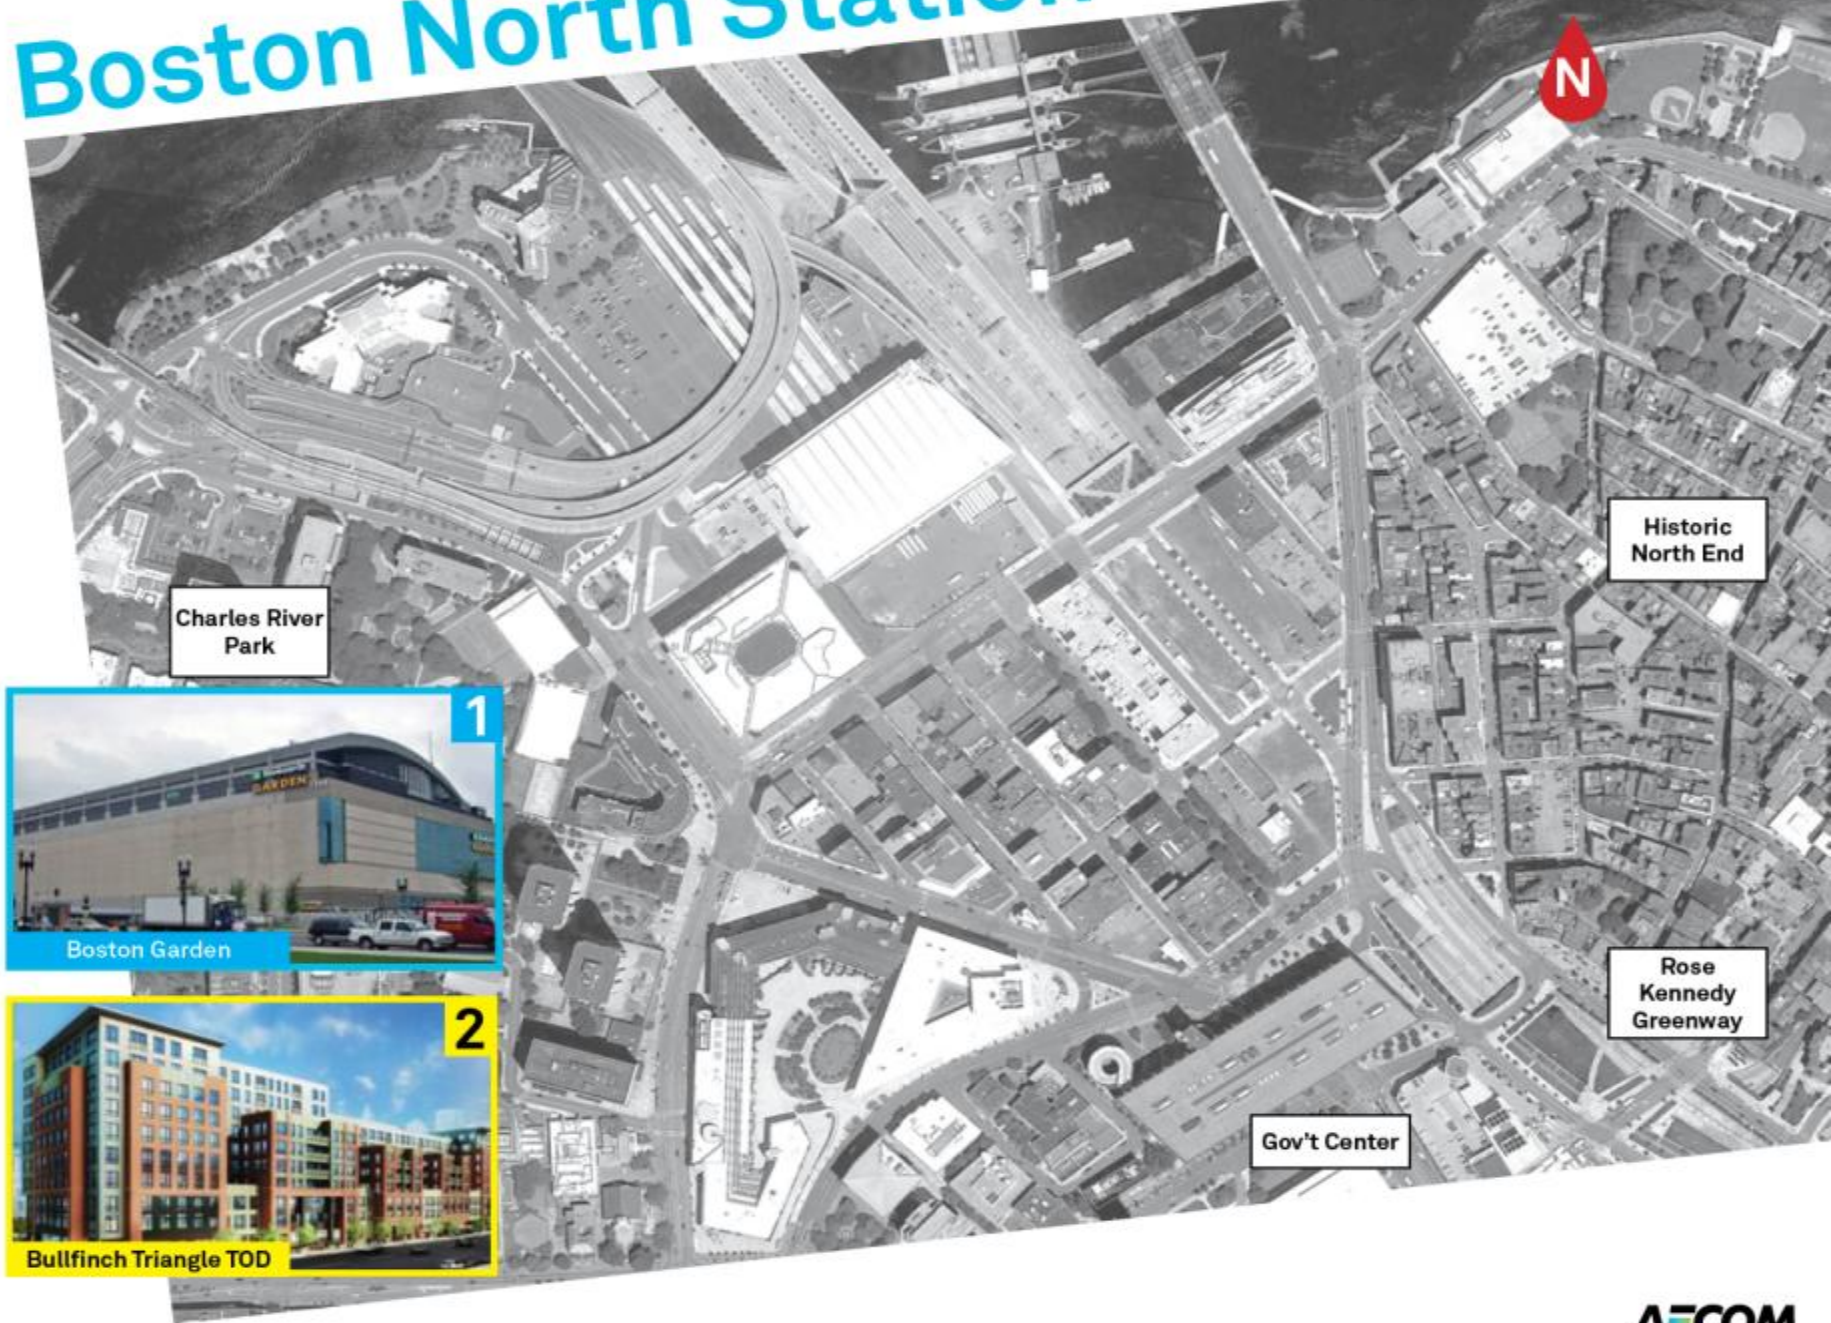 Boston North Station
N
Historic
North End
Charles River
Park
1
GARDEN
Boston Garden
Rose
Kennedy
Greenway
2
Gov't Center
Bullfinch Triangle TOD
AECOM